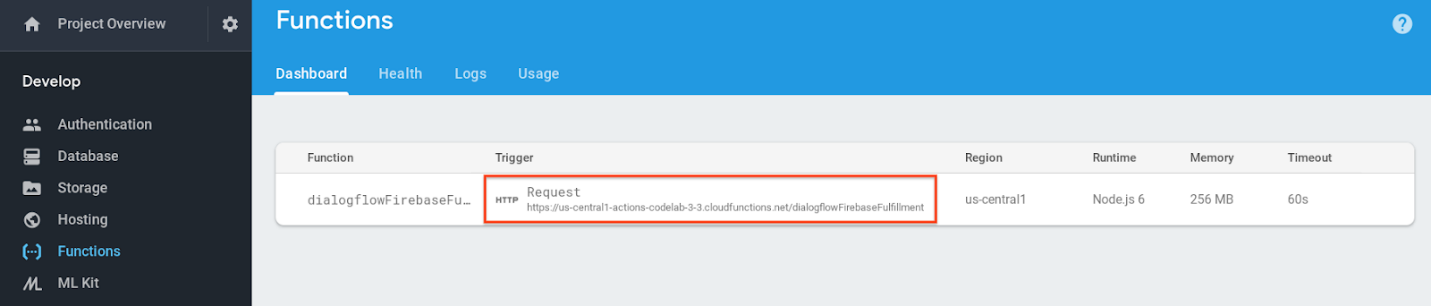 Project Overview
Functions
Dashboard Health Logs Usage
Develop
Authentication
Database
Storage
Hosting
Functions
ML Kit
Function Trigger Region Runtime Memory Timeout
dialogflowFirebaseFu… HTTP Request us-central1 Node.js 6 256 MB 60s
https://us-central1-actions-codelab-3-3.cloudfunctions.net/dialogflowFirebaseFulfillment